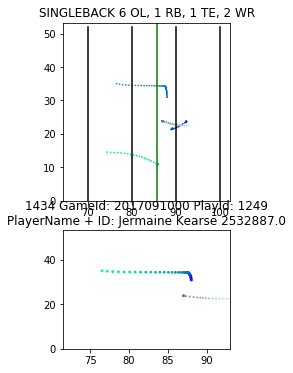 SINGLEBACK 6 OL, 1 RB, 1 TE, 2 WR
50
40
30
20
10
0
70 80 90 100
1434 GameId: 2017091000 PlayId: 1249
PlayerName + ID: Jermaine Kearse 2532887.0
40
20
0
75 80 85 90